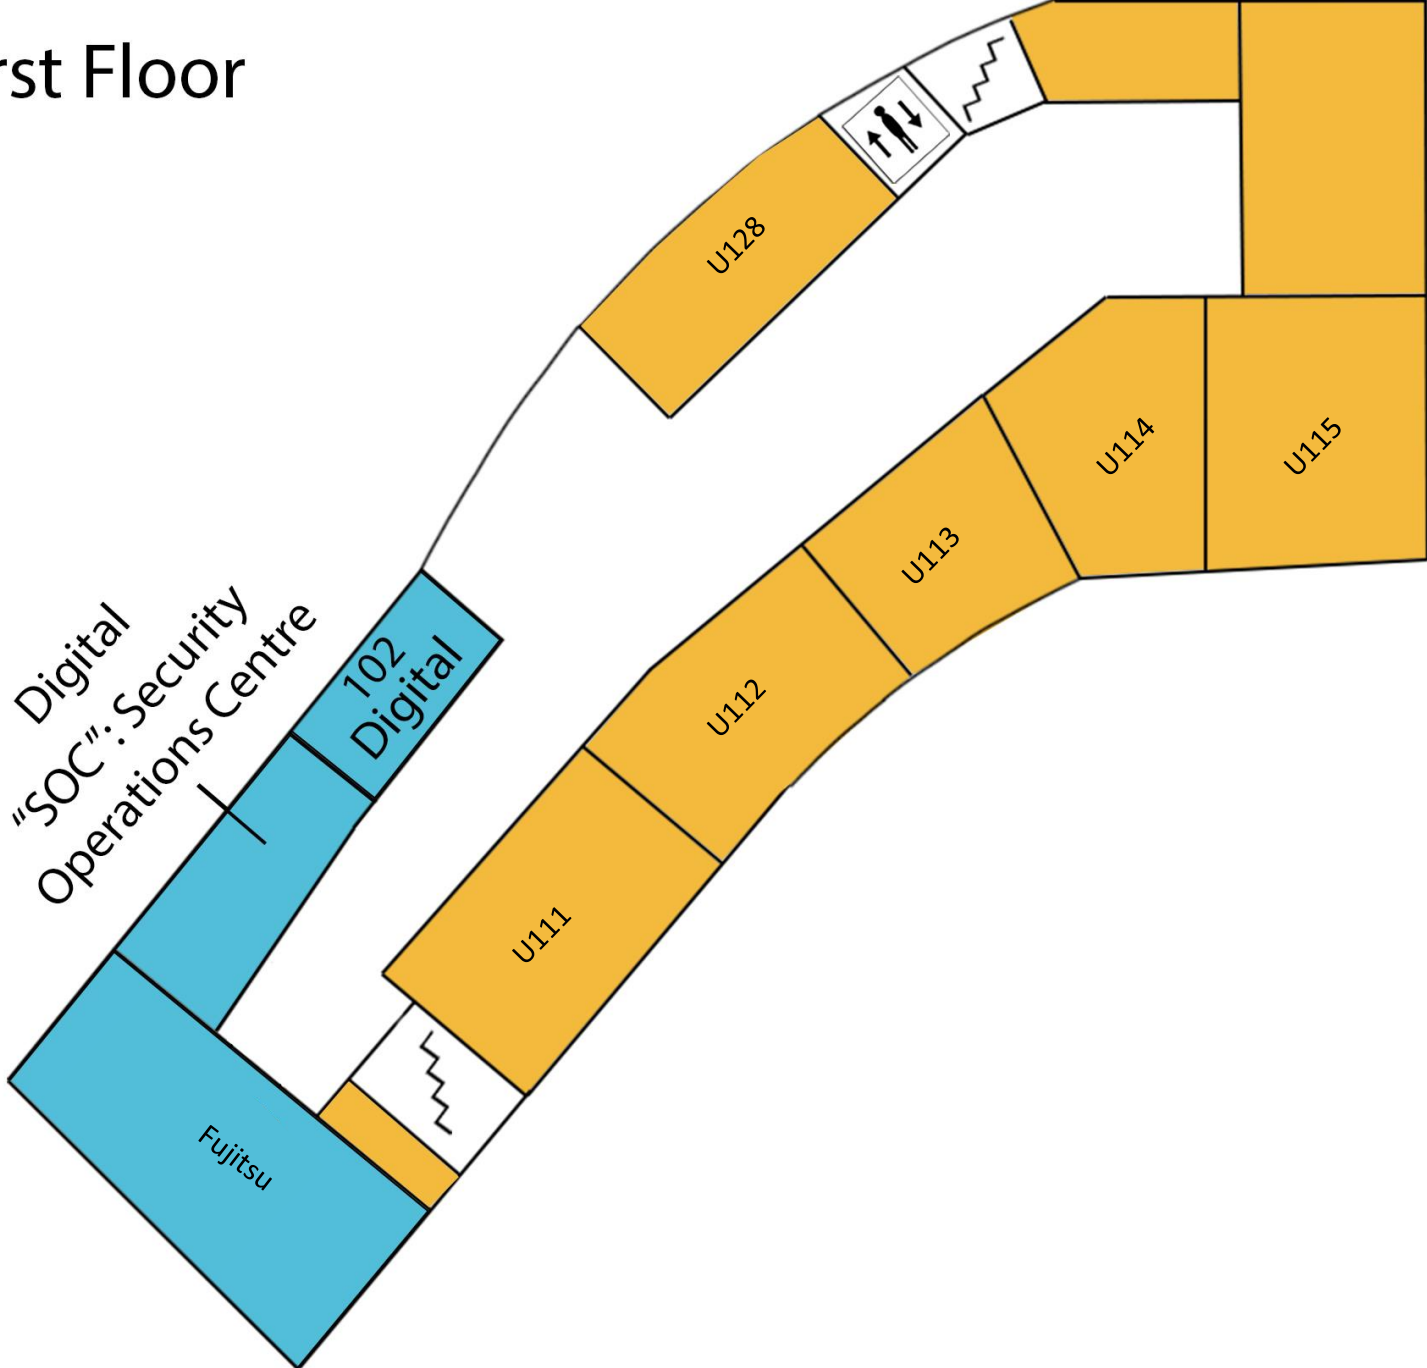 rst Floor
U128
U114
U115
U113
Digital
"SOC": Security
Operations Centre
102
Digital
U112
U111
Fujitsu